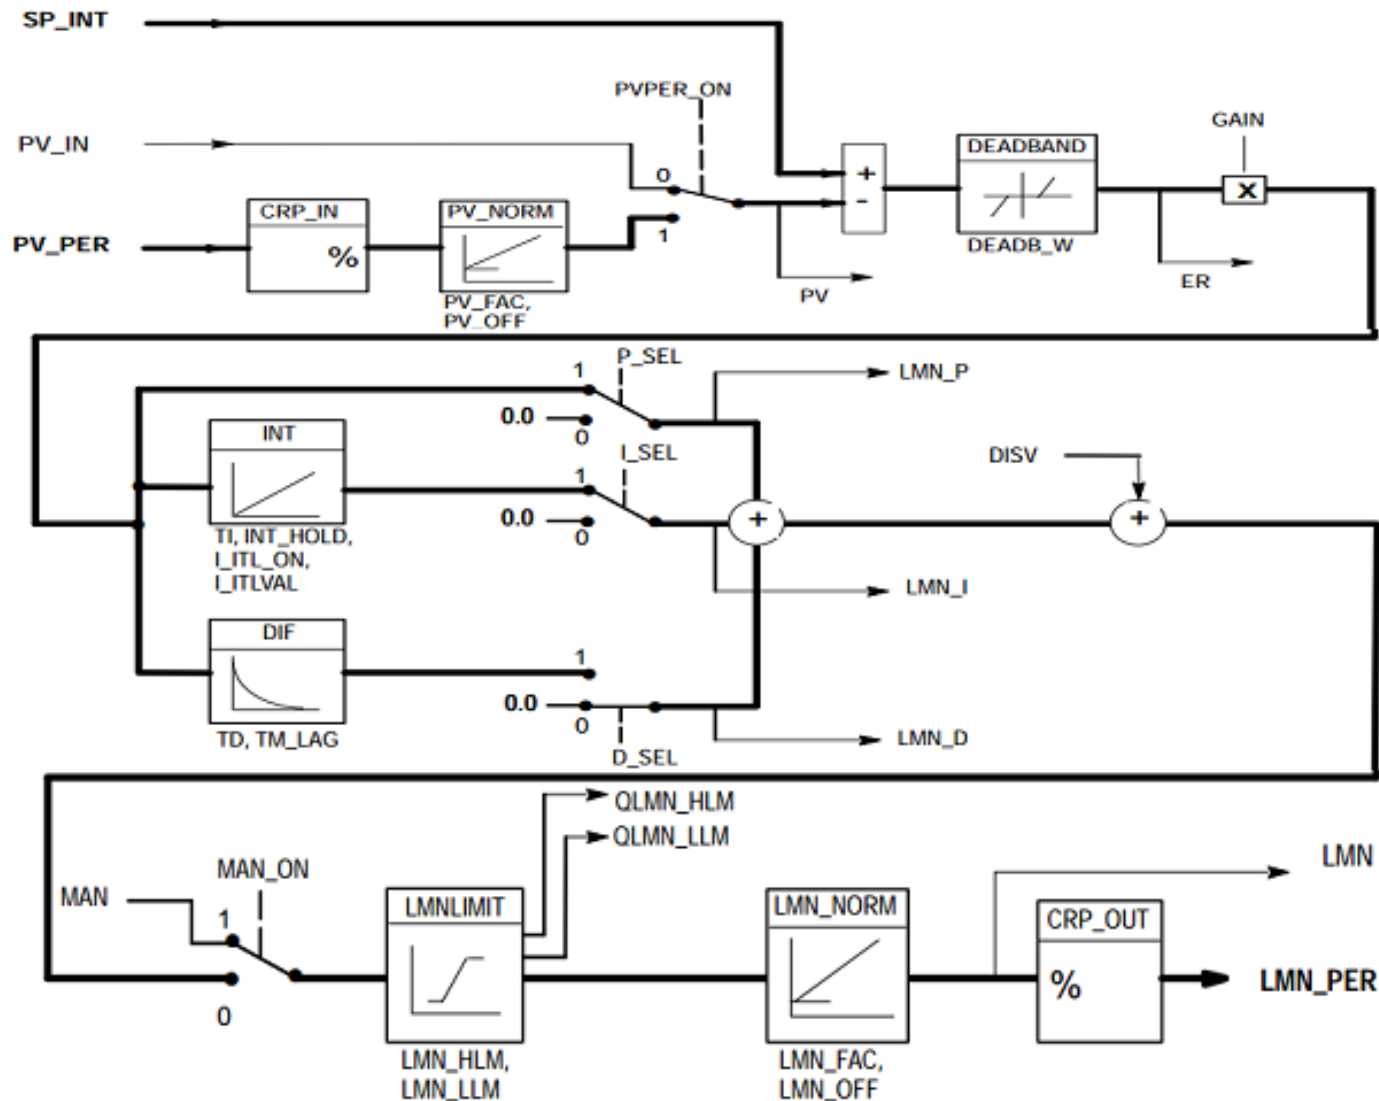 SP_INT
PVPER_ON
GAIN
PV_IN
DEADBAND
0
+
X
CRP_IN
PV_NORM
-
PV_PER
%
1
DEADB_W
ER
PV
PV_FAC,
PV_OFF
P_SEL
1
LMN_P
0.0
INT
0
I_SEL
DISV
1
0.0
+
+
0
TI, INT_HOLD,
I_ITL_ON,
I_ITLVAL
LMN_I
DIF
1
0.0
0
TD, TM_LAG
D_SEL
LMN_D
QLMN_HLM
QLMN_LLM
MAN_ON
LMN
MAN
LMNLIMIT
LMN_NORM
CRP_OUT
1
%
LMN_PER
0
LMN_HLM,
LMN_LLM
LMN_FAC,
LMN_OFF